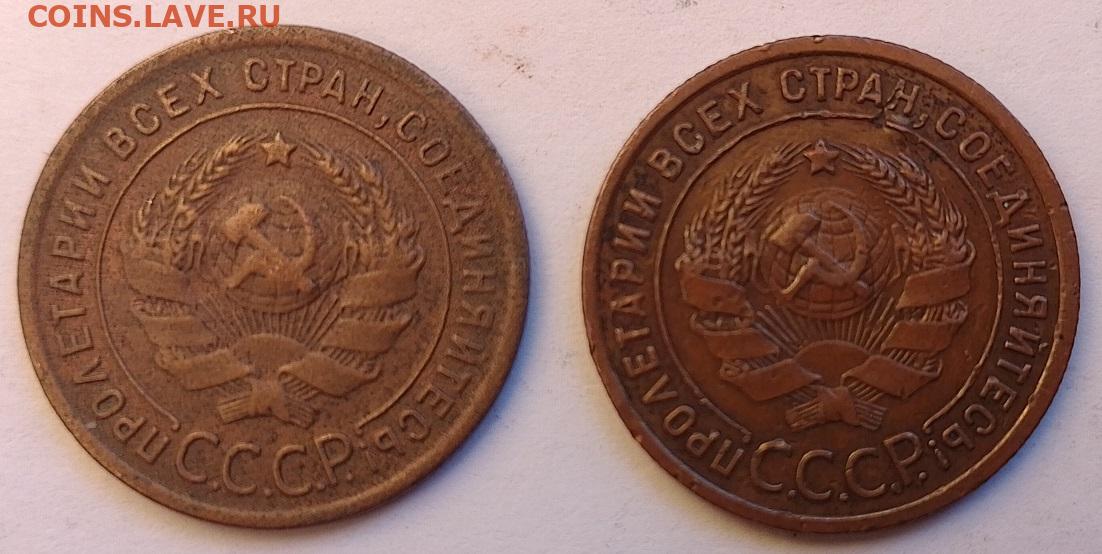 COINS.LAVE.RU
ПРОЛЕТАРИИ ВСЕХ СТРАН, СОЕДИНЯЙТЕСЬ!
С.С.С.Р.
ПРОЛЕТАРИИ ВСЕХ СТРАН, СОЕДИНЯЙТЕСЬ!
С.С.С.Р.